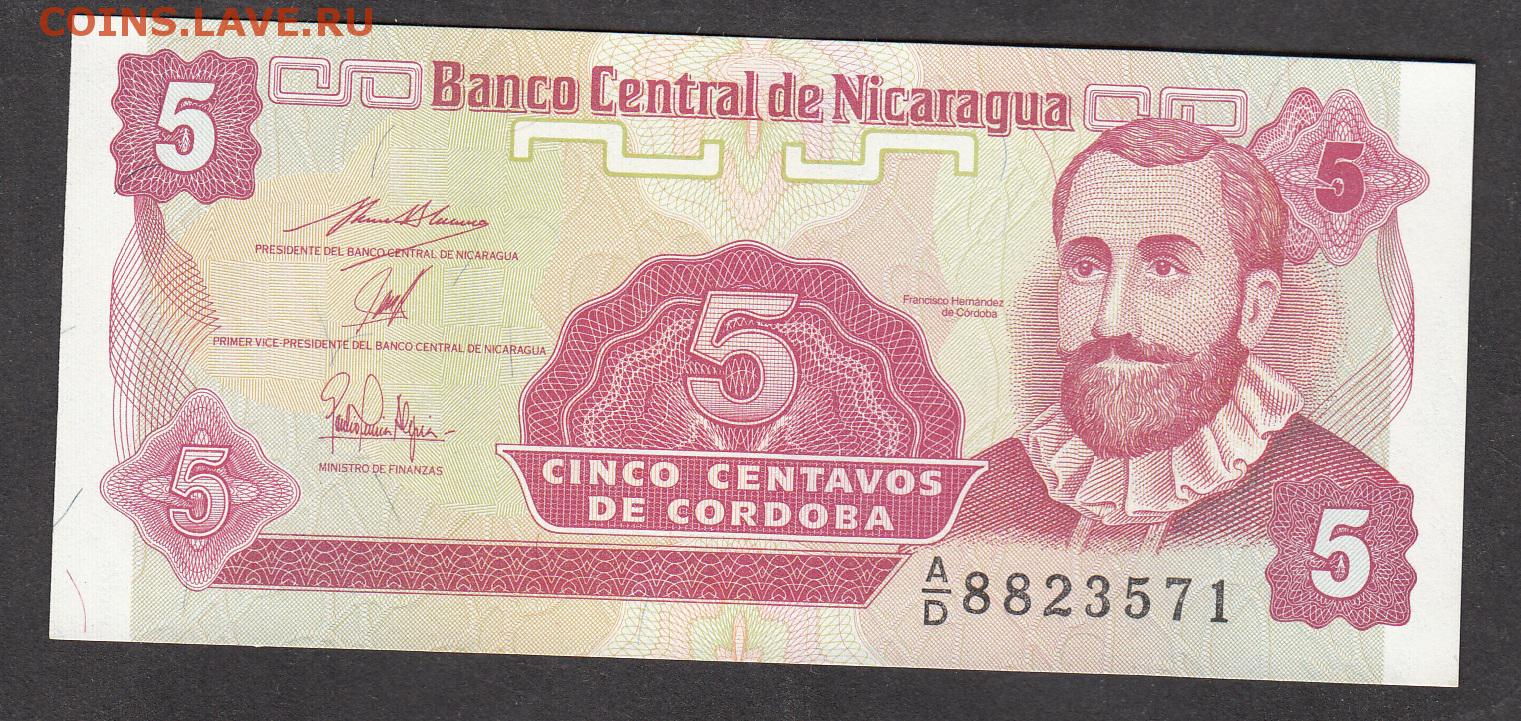 COINS.LAVE.RU
5
Banco Central de Nicaragua
5
PRESIDENTE DEL BANCO CENTRAL DE NICARAGUA
PRIMER VICE-PRESIDENTE DEL BANCO CENTRAL DE NICARAGUA
MINISTRO DE FINANZAS
5
Francisco Hernández
de Córdoba
5
CINCO CENTAVOS
DE CORDOBA
A/D 8823571
5